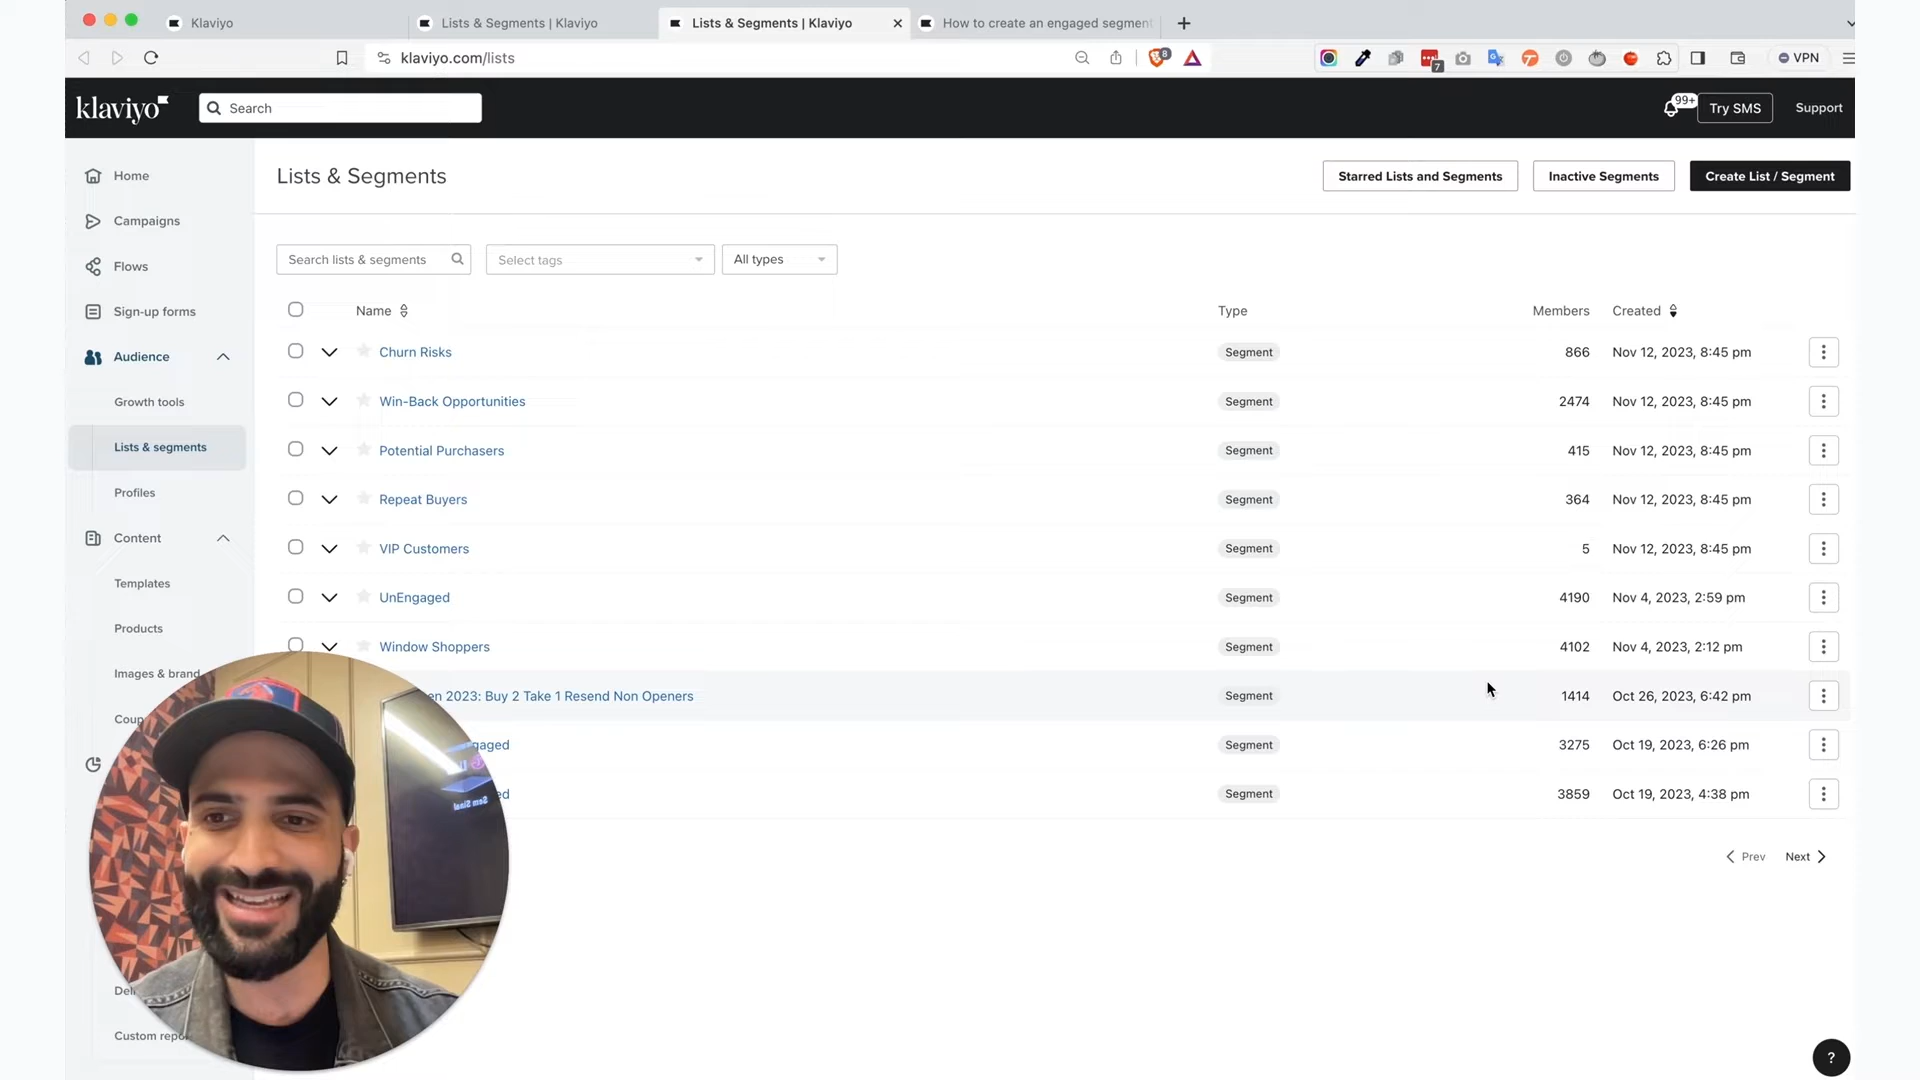 Klaviyo
Lists & Segments | Klaviyo
Lists & Segments | Klaviyo
How to create an engaged segment
klaviyo.com/lists
8
7
VPN
klaviyo
Search
99+
Try SMS
Support
Home
Campaigns
Flows
Sign-up forms
Audience
Growth tools
Lists & segments
Profiles
Content
Templates
Products
Images & brand
Coup
Custom repo
Lists & Segments
Starred Lists and Segments
Inactive Segments
Create List / Segment
Search lists & segments
Select tags
All types
Name
Type
Members
Created
Churn Risks
Segment
866
Nov 12, 2023, 8:45 pm
Win-Back Opportunities
Segment
2474
Nov 12, 2023, 8:45 pm
Potential Purchasers
Segment
415
Nov 12, 2023, 8:45 pm
Repeat Buyers
Segment
364
Nov 12, 2023, 8:45 pm
VIP Customers
Segment
5
Nov 12, 2023, 8:45 pm
UnEngaged
Segment
4190
Nov 4, 2023, 2:59 pm
Window Shoppers
Segment
4102
Nov 4, 2023, 2:12 pm
en 2023: Buy 2 Take 1 Resend Non Openers
Segment
1414
Oct 26, 2023, 6:42 pm
gaged
Segment
3275
Oct 19, 2023, 6:26 pm
ed
Segment
3859
Oct 19, 2023, 4:38 pm
Prev
Next
?